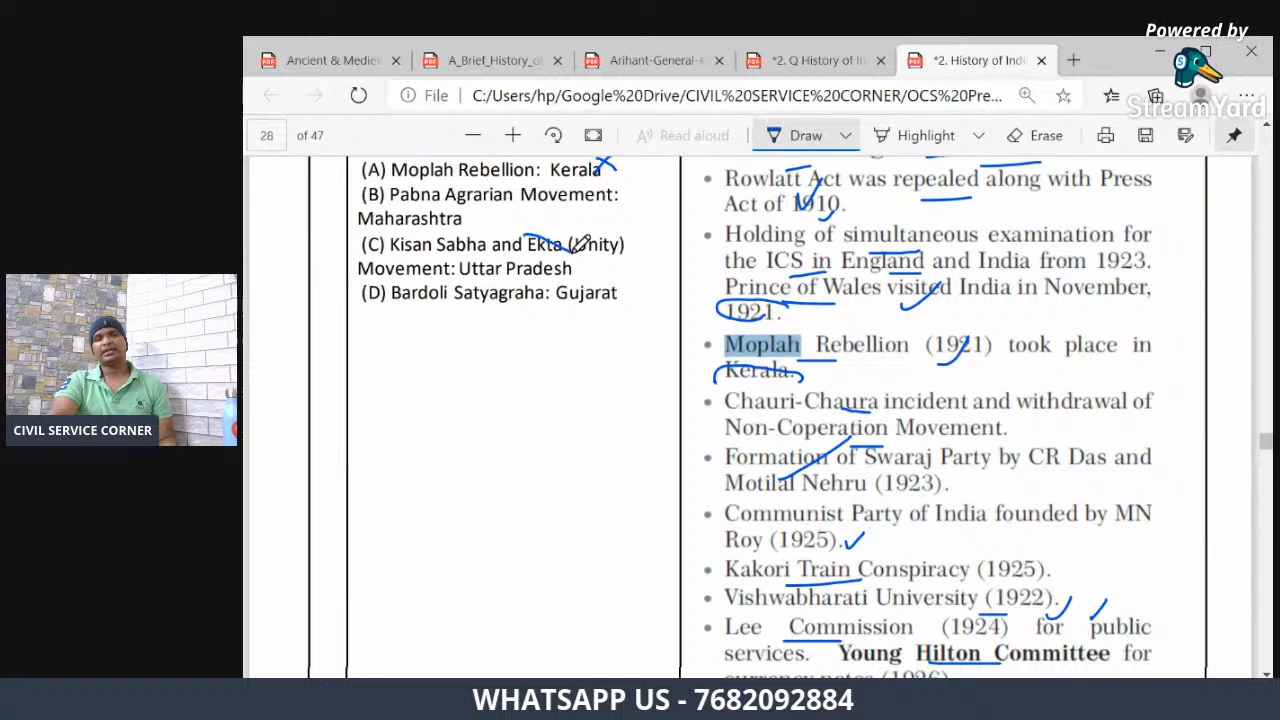 Powered by
StreamYard
Ancient & Mediev
A_Brief_History_of
Arihant-General-K
*2. Q History of In
*2. History of Indi
File
C:/Users/hp/Google%20Drive/CIVIL%20SERVICE%20CORNER/OCS%20Pre...
28 of 47
Read aloud
Draw
Highlight
Erase
(A) Moplah Rebellion: Kerala
(B) Pabna Agrarian Movement:
Maharashtra
(C) Kisan Sabha and Ekta (Unity)
Movement: Uttar Pradesh
(D) Bardoli Satyagraha: Gujarat
• Rowlatt Act was repealed along with Press
Act of 1910.
• Holding of simultaneous examination for
the ICS in England and India from 1923.
Prince of Wales visited India in November,
1921.
• Moplah Rebellion (1921) took place in
Kerala.
• Chauri-Chaura incident and withdrawal of
Non-Coperation Movement.
• Formation of Swaraj Party by CR Das and
Motilal Nehru (1923).
• Communist Party of India founded by MN
Roy (1925).
• Kakori Train Conspiracy (1925).
• Vishwabharati University (1922).
• Lee Commission (1924) for public
services. Young Hilton Committee for
currency notes (1926)
CIVIL SERVICE CORNER
WHATSAPP US - 7682092884